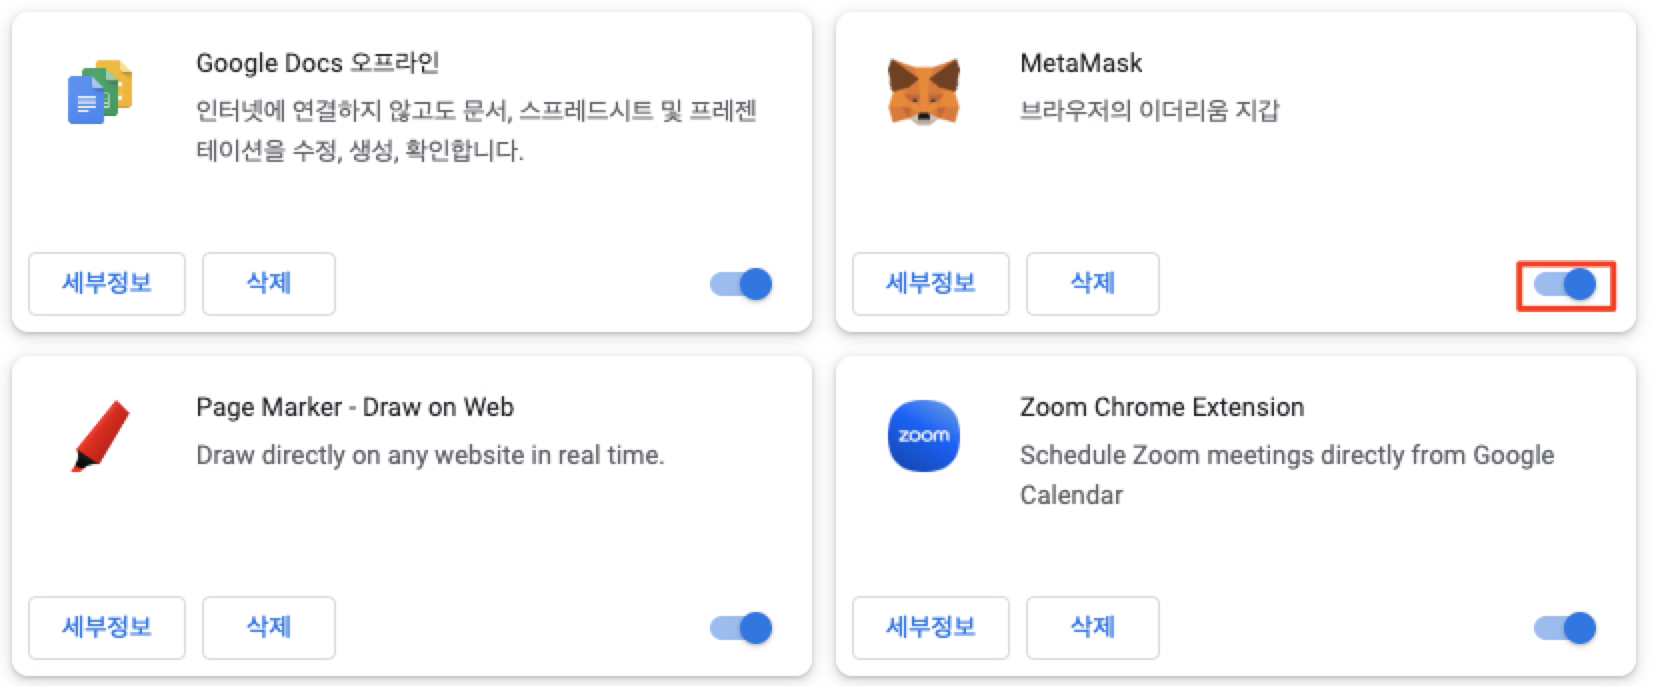 Google Docs 오프라인
인터넷에 연결하지 않고도 문서, 스프레드시트 및 프레젠
테이션을 수정, 생성, 확인합니다.
세부정보
삭제
MetaMask
브라우저의 이더리움 지갑
세부정보
삭제
Page Marker - Draw on Web
Draw directly on any website in real time.
세부정보
삭제
zoom
Zoom Chrome Extension
Schedule Zoom meetings directly from Google
Calendar
세부정보
삭제